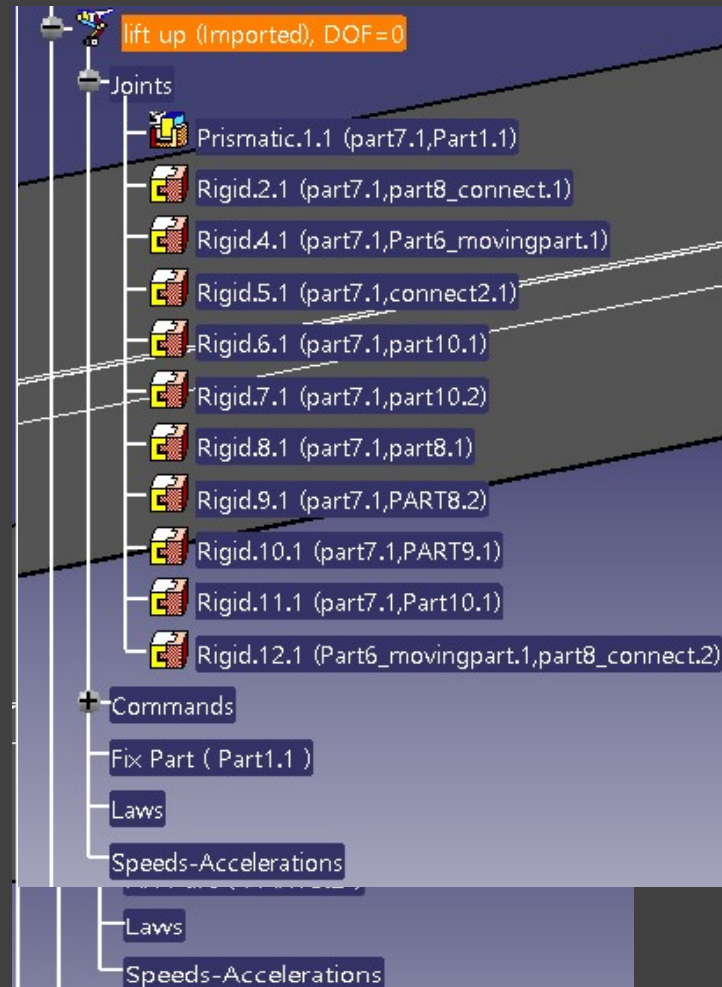 lift up (Imported), DOF=0
Joints
Prismatic.1.1 (part7.1,Part1.1)
Rigid.2.1 (part7.1,part8_connect.1)
Rigid.4.1 (part7.1,Part6_movingpart.1)
Rigid.5.1 (part7.1,connect2.1)
Rigid.6.1 (part7.1,part10.1)
Rigid.7.1 (part7.1,part10.2)
Rigid.8.1 (part7.1,part8.1)
Rigid.9.1 (part7.1,PART8.2)
Rigid.10.1 (part7.1,PART9.1)
Rigid.11.1 (part7.1,Part10.1)
Rigid.12.1 (Part6_movingpart.1,part8_connect.2)
Commands
Fix Part ( Part1.1 )
Laws
Speeds-Accelerations
Laws
Speeds-Accelerations